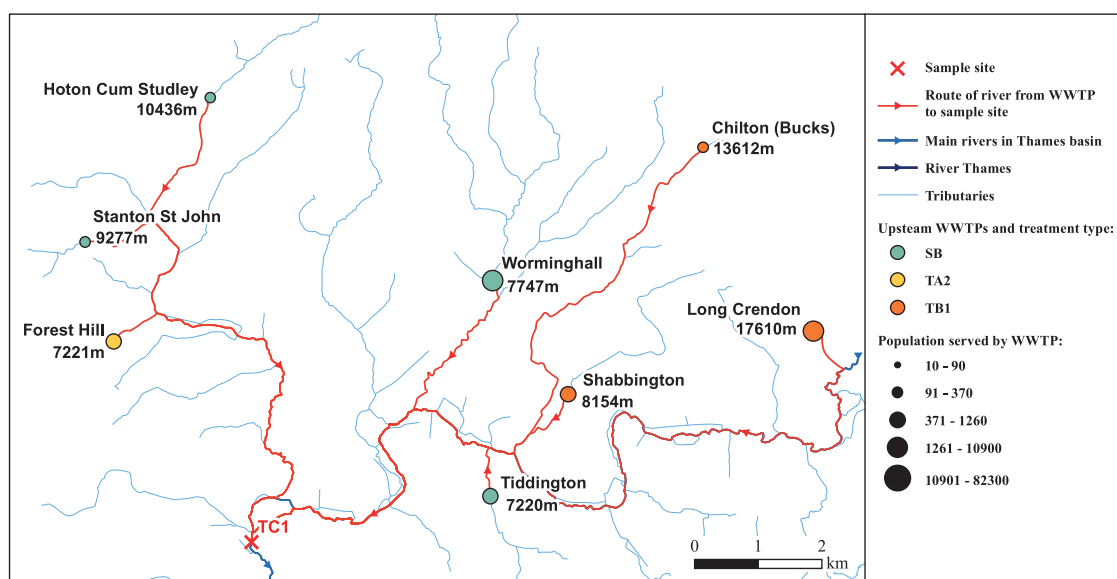 Hoton Cum Studley
10436m
Stanton St John
9277m
Forest Hill
7221m
Worminghall
7747m
Chilton (Bucks)
13612m
Long Crendon
17610m
Shabbington
8154m
Tiddington
7220m
TC1
0 1 2
km
Sample site
Route of river from WWTP
to sample site
Main rivers in Thames basin
River Thames
Tributaries
Upsteam WWTPs and treatment type:
SB
TA2
TB1
Population served by WWTP:
10 - 90
91 - 370
371 - 1260
1261 - 10900
10901 - 82300